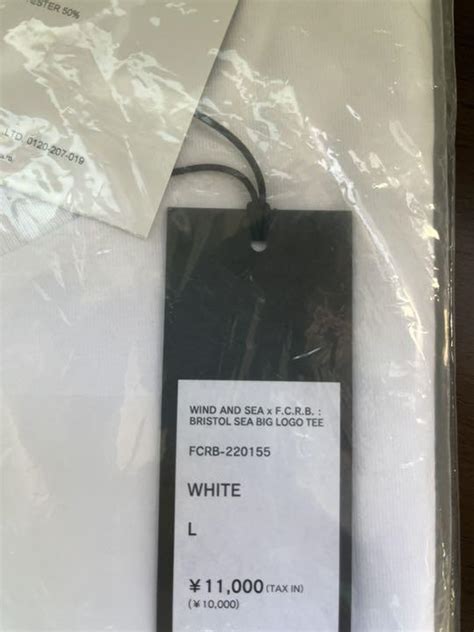 ESTER 50%
LTD. 0120-207-019
WIND AND SEA x F.C.R.B. :
BRISTOL SEA BIG LOGO TEE
FCRB-220155
WHITE
L
¥11,000 (TAX IN)
(¥10,000)